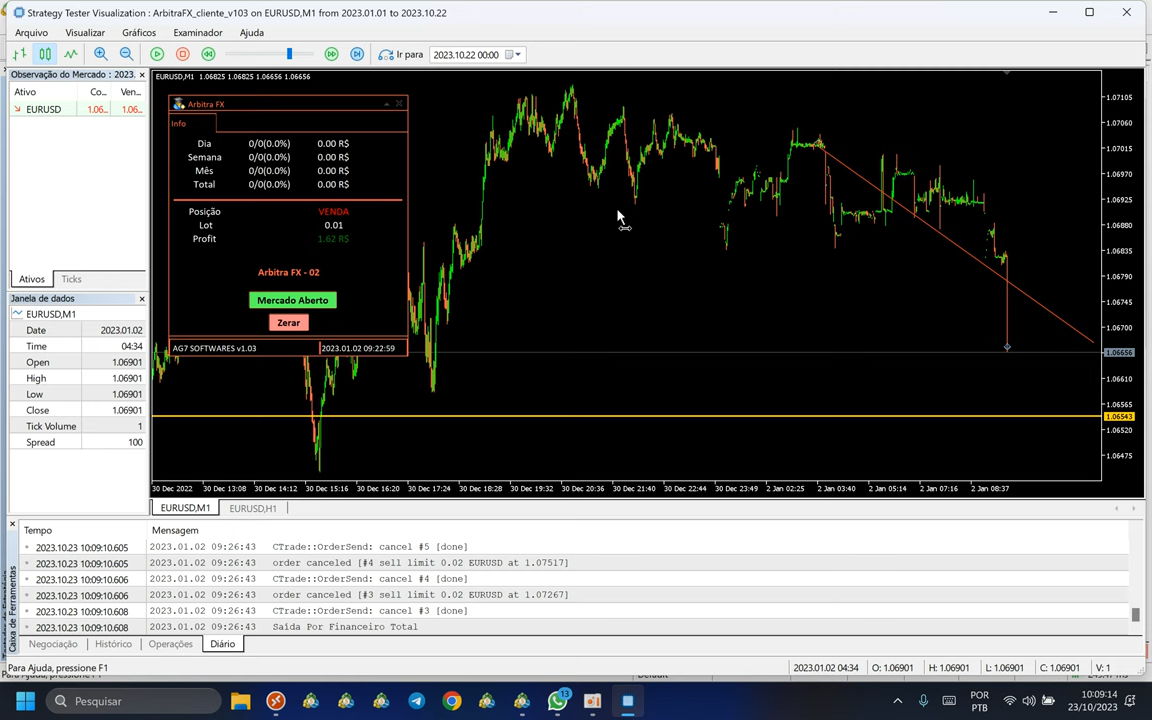 Strategy Tester Visualization : ArbitraFX_cliente_v103 on EURUSD,M1 from 2023.01.01 to 2023.10.22
Arquivo Visualizar Gráficos Examinador Ajuda
Ir para 2023.10.22 00:00
Observação do Mercado : 2023.
Ativo Co... Ven...
EURUSD 1.06... 1.06...
Ativos Ticks
Janela de dados
EURUSD,M1
Date 2023.01.02
Time 04:34
Open 1.06901
High 1.06901
Low 1.06901
Close 1.06901
Tick Volume 1
Spread 100
EURUSD,M1 1.06825 1.06825 1.06656 1.06656
Arbitra FX
Info
Dia 0/0(0.0%) 0.00 R$
Semana 0/0(0.0%) 0.00 R$
Mês 0/0(0.0%) 0.00 R$
Total 0/0(0.0%) 0.00 R$
Posição VENDA
Lot 0.01
Profit 1.62 R$
Arbitra FX - 02
Mercado Aberto
Zerar
AG7 SOFTWARES v1.03 2023.01.02 09:22:59
1.07105
1.07060
1.07015
1.06970
1.06925
1.06880
1.06835
1.06790
1.06745
1.06700
1.06656
1.06610
1.06565
1.06543
1.06520
1.06475
30 Dec 2022 30 Dec 13:08 30 Dec 14:12 30 Dec 15:16 30 Dec 16:20 30 Dec 17:24 30 Dec 18:28 30 Dec 19:32 30 Dec 20:36 30 Dec 21:40 30 Dec 22:44 30 Dec 23:49 2 Jan 02:25 2 Jan 03:40 2 Jan 05:14 2 Jan 07:16 2 Jan 08:37
EURUSD,M1 EURUSD,H1
Tempo Mensagem
2023.10.23 10:09:10.605 2023.01.02 09:26:43 CTrade::OrderSend: cancel #5 [done]
2023.10.23 10:09:10.605 2023.01.02 09:26:43 order canceled [#4 sell limit 0.02 EURUSD at 1.07517]
2023.10.23 10:09:10.606 2023.01.02 09:26:43 CTrade::OrderSend: cancel #4 [done]
2023.10.23 10:09:10.606 2023.01.02 09:26:43 order canceled [#3 sell limit 0.02 EURUSD at 1.07267]
2023.10.23 10:09:10.608 2023.01.02 09:26:43 CTrade::OrderSend: cancel #3 [done]
2023.10.23 10:09:10.608 2023.01.02 09:26:43 Saida Por Financeiro Total
Caixa de Ferramentas
Negociação Histórico Operações Diário
Para Ajuda, pressione F1 2023.01.02 04:34 O: 1.06901 H: 1.06901 L: 1.06901 C: 1.06901 V: 1
Pesquisar
13
POR
PTB
10:09:14
23/10/2023